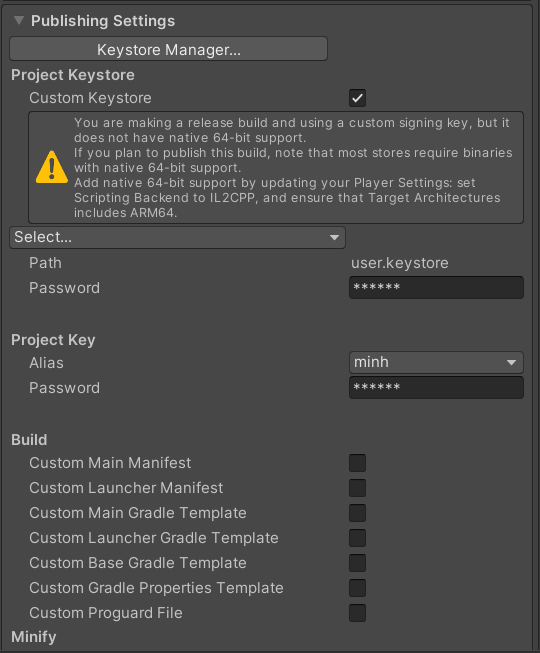 Publishing Settings
Keystore Manager...
Project Keystore
Custom Keystore
You are making a release build and using a custom signing key, but it
does not have native 64-bit support.
If you plan to publish this build, note that most stores require binaries
with native 64-bit support.
Add native 64-bit support by updating your Player Settings: set
Scripting Backend to IL2CPP, and ensure that Target Architectures
includes ARM64.
Select...
Path user.keystore
Password ******
Project Key
Alias minh
Password ******
Build
Custom Main Manifest
Custom Launcher Manifest
Custom Main Gradle Template
Custom Launcher Gradle Template
Custom Base Gradle Template
Custom Gradle Properties Template
Custom Proguard File
Minify